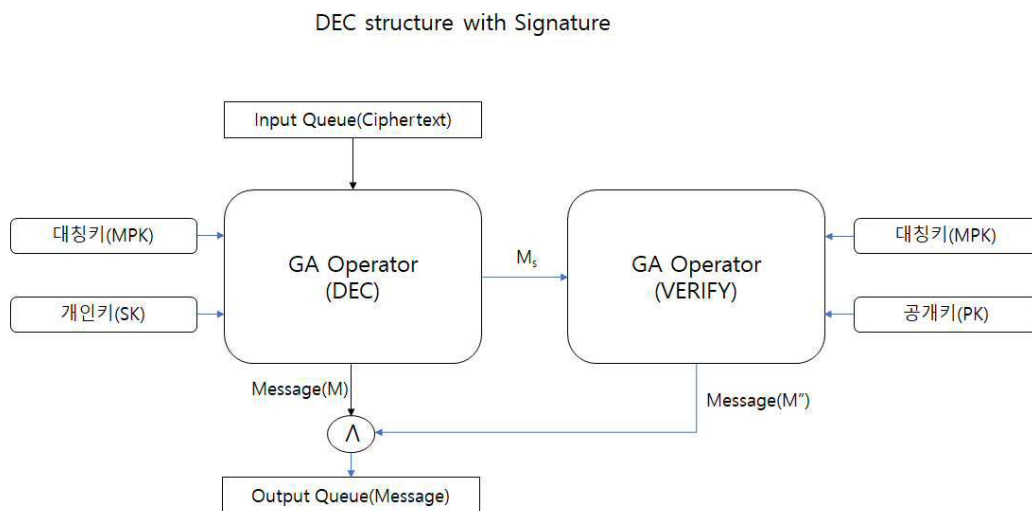 DEC structure with Signature
Input Queue(Ciphertext)
대칭키(MPK)
개인키(SK)
GA Operator
(DEC)
M_s
GA Operator
(VERIFY)
대칭키(MPK)
공개키(PK)
Message(M)
Message(M″)
Λ
Output Queue(Message)